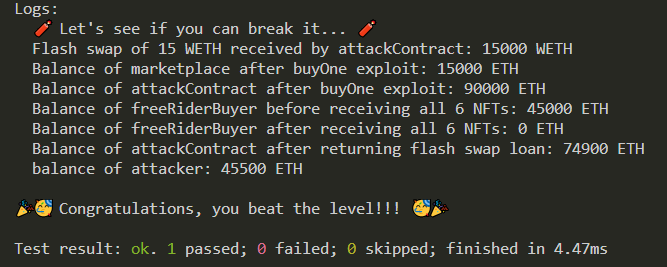 Logs:
🧨 Let's see if you can break it... 🧨
Flash swap of 15 WETH received by attackContract: 15000 WETH
Balance of marketplace after buyOne exploit: 15000 ETH
Balance of attackContract after buyOne exploit: 90000 ETH
Balance of freeRiderBuyer before receiving all 6 NFTs: 45000 ETH
Balance of freeRiderBuyer after receiving all 6 NFTs: 0 ETH
Balance of attackContract after returning flash swap loan: 74900 ETH
balance of attacker: 45500 ETH
🎉🥳 Congratulations, you beat the level!!! 🥳🎉
Test result: ok. 1 passed; 0 failed; 0 skipped; finished in 4.47ms